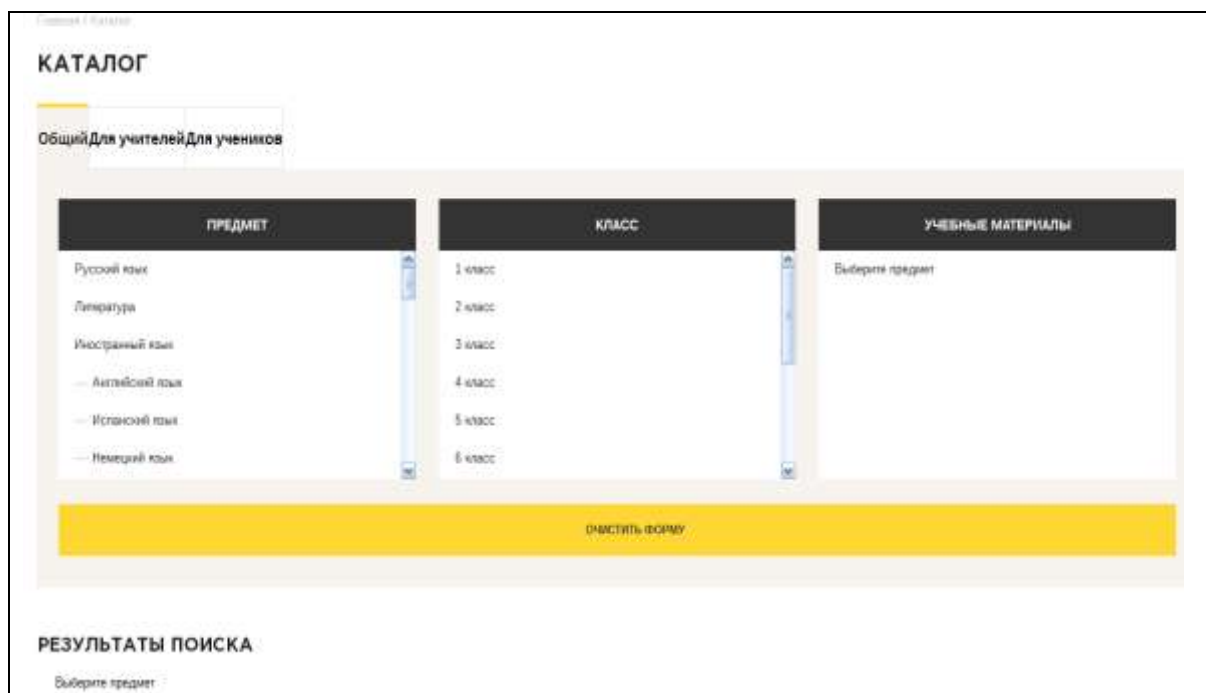 Главная / Каталог
КАТАЛОГ
Общий Для учителей Для учеников
ПРЕДМЕТ
Русский язык
Литература
Иностранный язык
— Английский язык
— Испанский язык
— Немецкий язык
КЛАСС
1 класс
2 класс
3 класс
4 класс
5 класс
6 класс
УЧЕБНЫЕ МАТЕРИАЛЫ
Выберите предмет
ОЧИСТИТЬ ФОРМУ
РЕЗУЛЬТАТЫ ПОИСКА
Выберите предмет